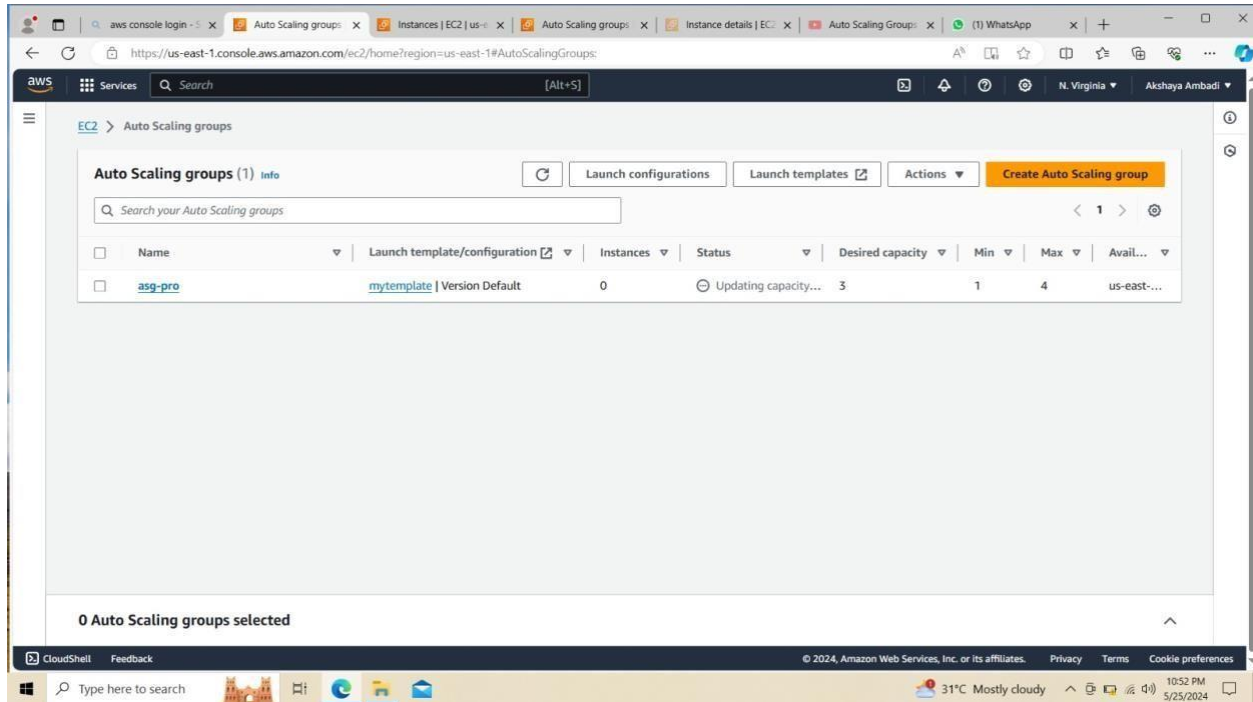 aws console login - S
Auto Scaling groups
Instances | EC2 | us-e
Auto Scaling groups
Instance details | EC2
Auto Scaling Groups
(1) WhatsApp
https://us-east-1.console.aws.amazon.com/ec2/home?region=us-east-1#AutoScalingGroups:
aws
Services
Search
[Alt+S]
N. Virginia
Akshaya Ambadi
EC2 > Auto Scaling groups
Auto Scaling groups (1) Info
Launch configurations
Launch templates
Actions
Create Auto Scaling group
Search your Auto Scaling groups
< 1 >
Name Launch template/configuration Instances Status Desired capacity Min Max Avail...
asg-pro mytemplate | Version Default 0 Updating capacity... 3 1 4 us-east-...
0 Auto Scaling groups selected
CloudShell Feedback © 2024, Amazon Web Services, Inc. or its affiliates. Privacy Terms Cookie preferences
Type here to search
31°C Mostly cloudy
10:52 PM
5/25/2024